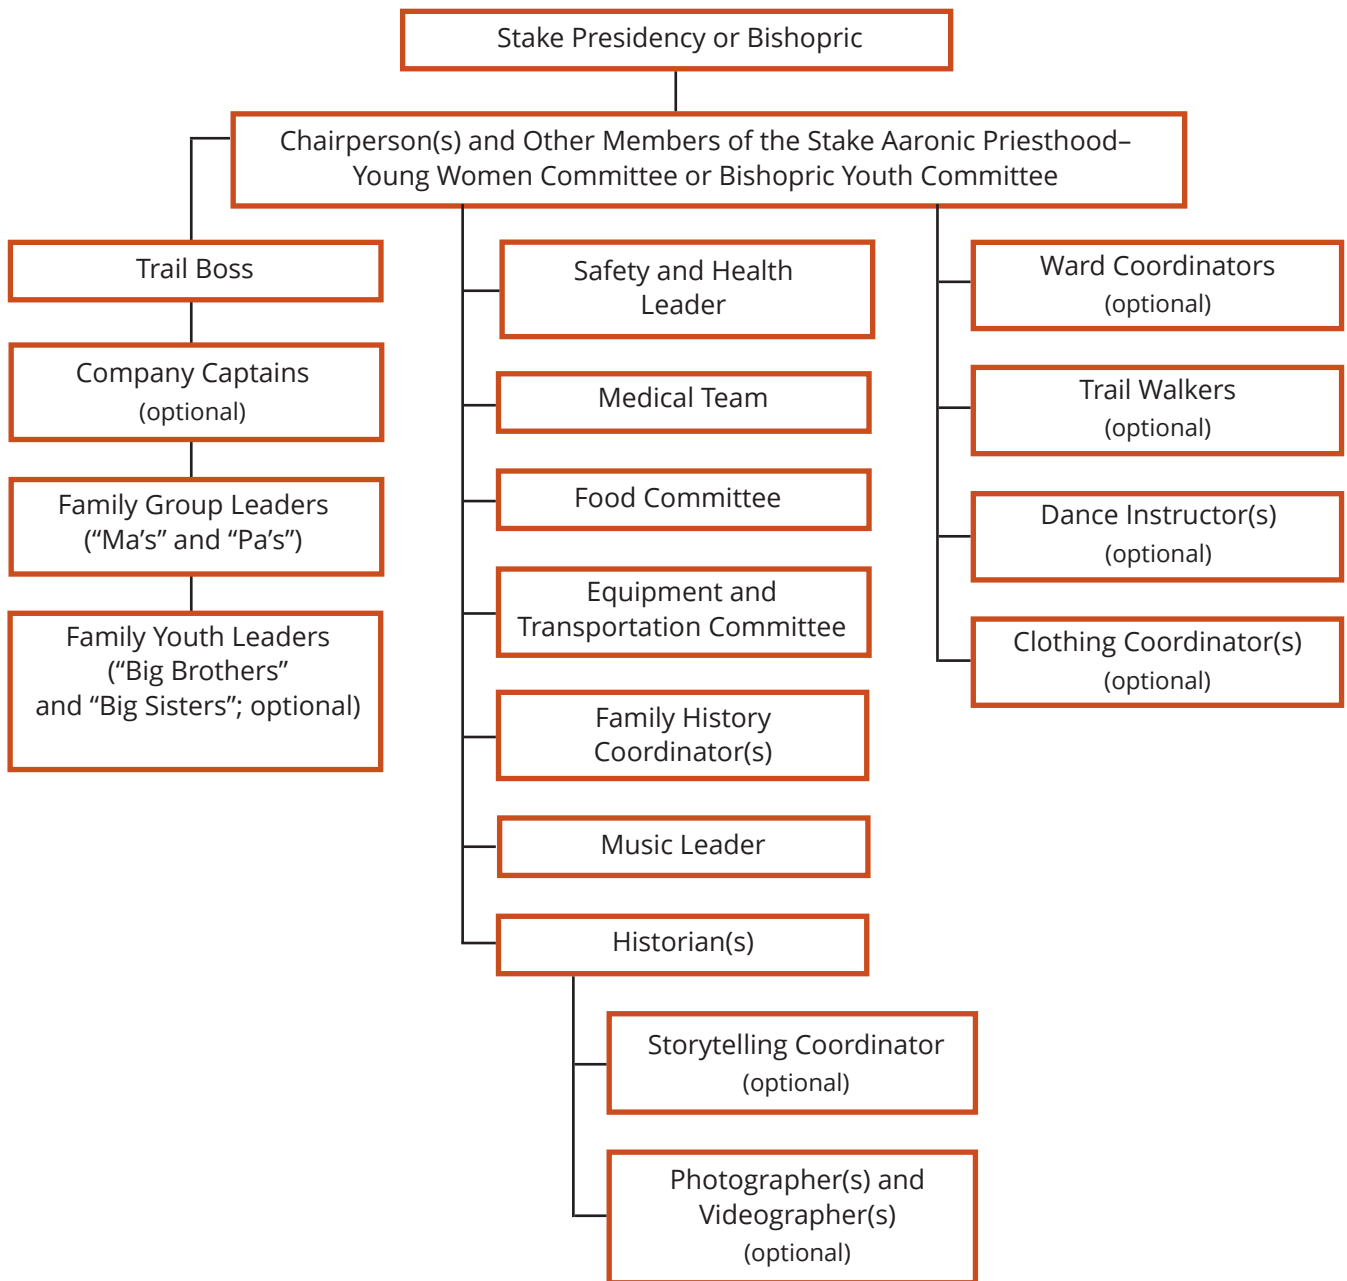 Stake Presidency or Bishopric
Chairperson(s) and Other Members of the Stake Aaronic Priesthood–
Young Women Committee or Bishopric Youth Committee
Trail Boss
Company Captains
(optional)
Family Group Leaders
(“Ma’s” and “Pa’s”)
Family Youth Leaders
(“Big Brothers”
and “Big Sisters”; optional)
Safety and Health
Leader
Medical Team
Food Committee
Equipment and
Transportation Committee
Family History
Coordinator(s)
Music Leader
Historian(s)
Storytelling Coordinator
(optional)
Photographer(s) and
Videographer(s)
(optional)
Ward Coordinators
(optional)
Trail Walkers
(optional)
Dance Instructor(s)
(optional)
Clothing Coordinator(s)
(optional)